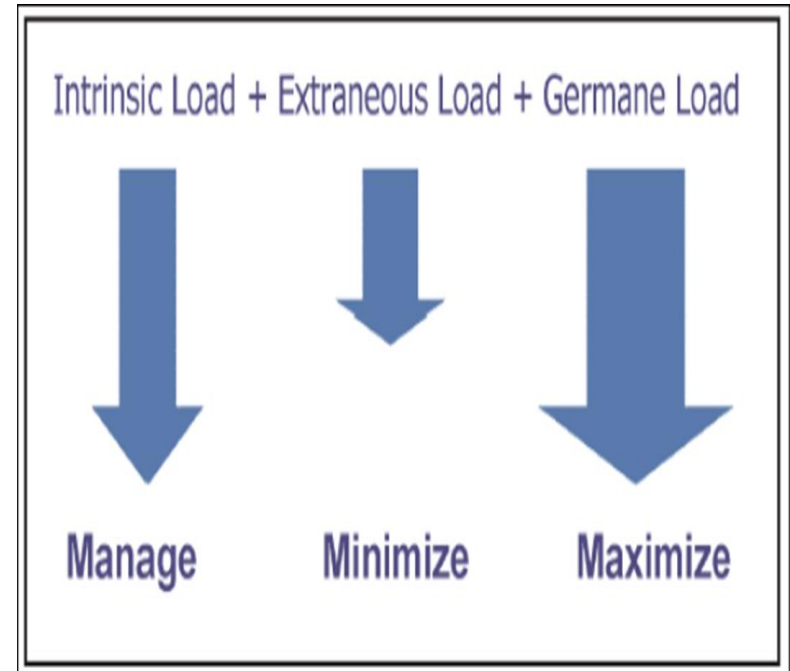 Intrinsic Load + Extraneous Load + Germane Load
Manage Minimize Maximize